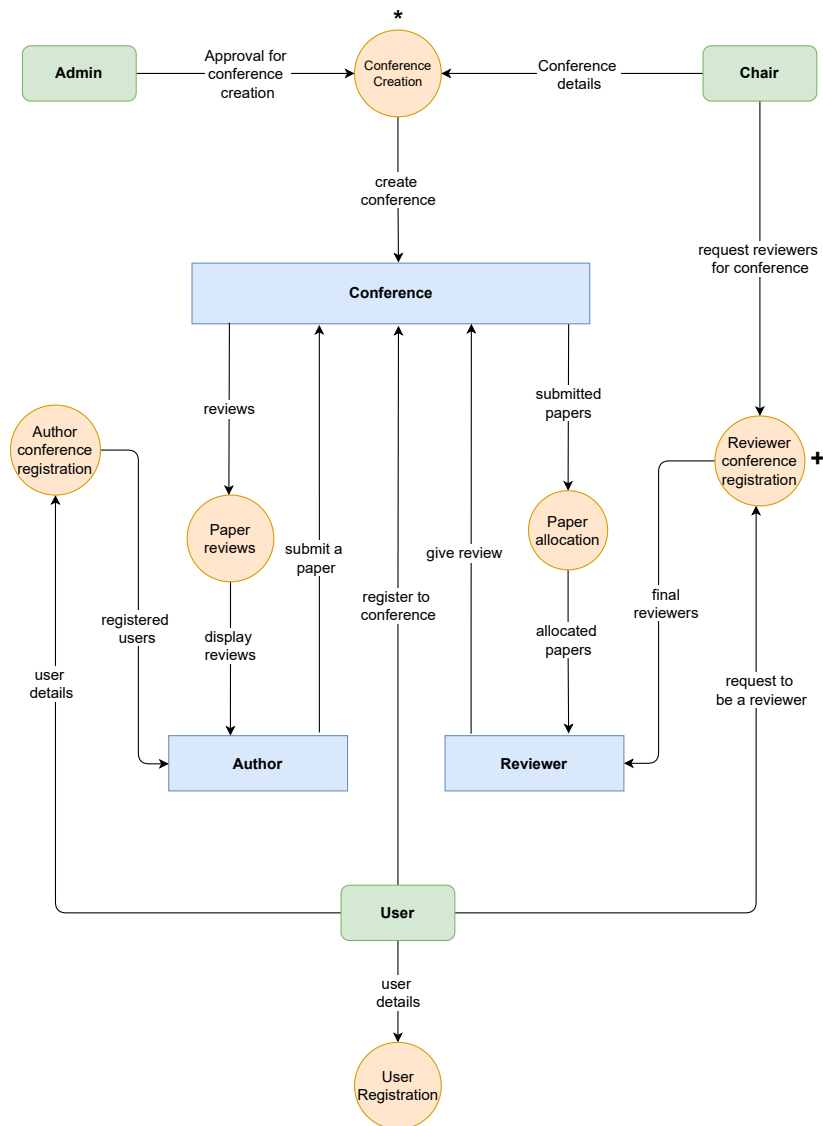 *
Admin
Approval for
conference
creation
Conference
Creation
Conference
details
Chair
create
conference
request reviewers
for conference
Conference
reviews
submitted
papers
Author
conference
registration
Reviewer
conference
registration
+
Paper
reviews
submit a
paper
give review
Paper
allocation
register to
conference
final
reviewers
registered
users
display
reviews
allocated
papers
user
details
request to
be a reviewer
Author
Reviewer
User
user
details
User
Registration